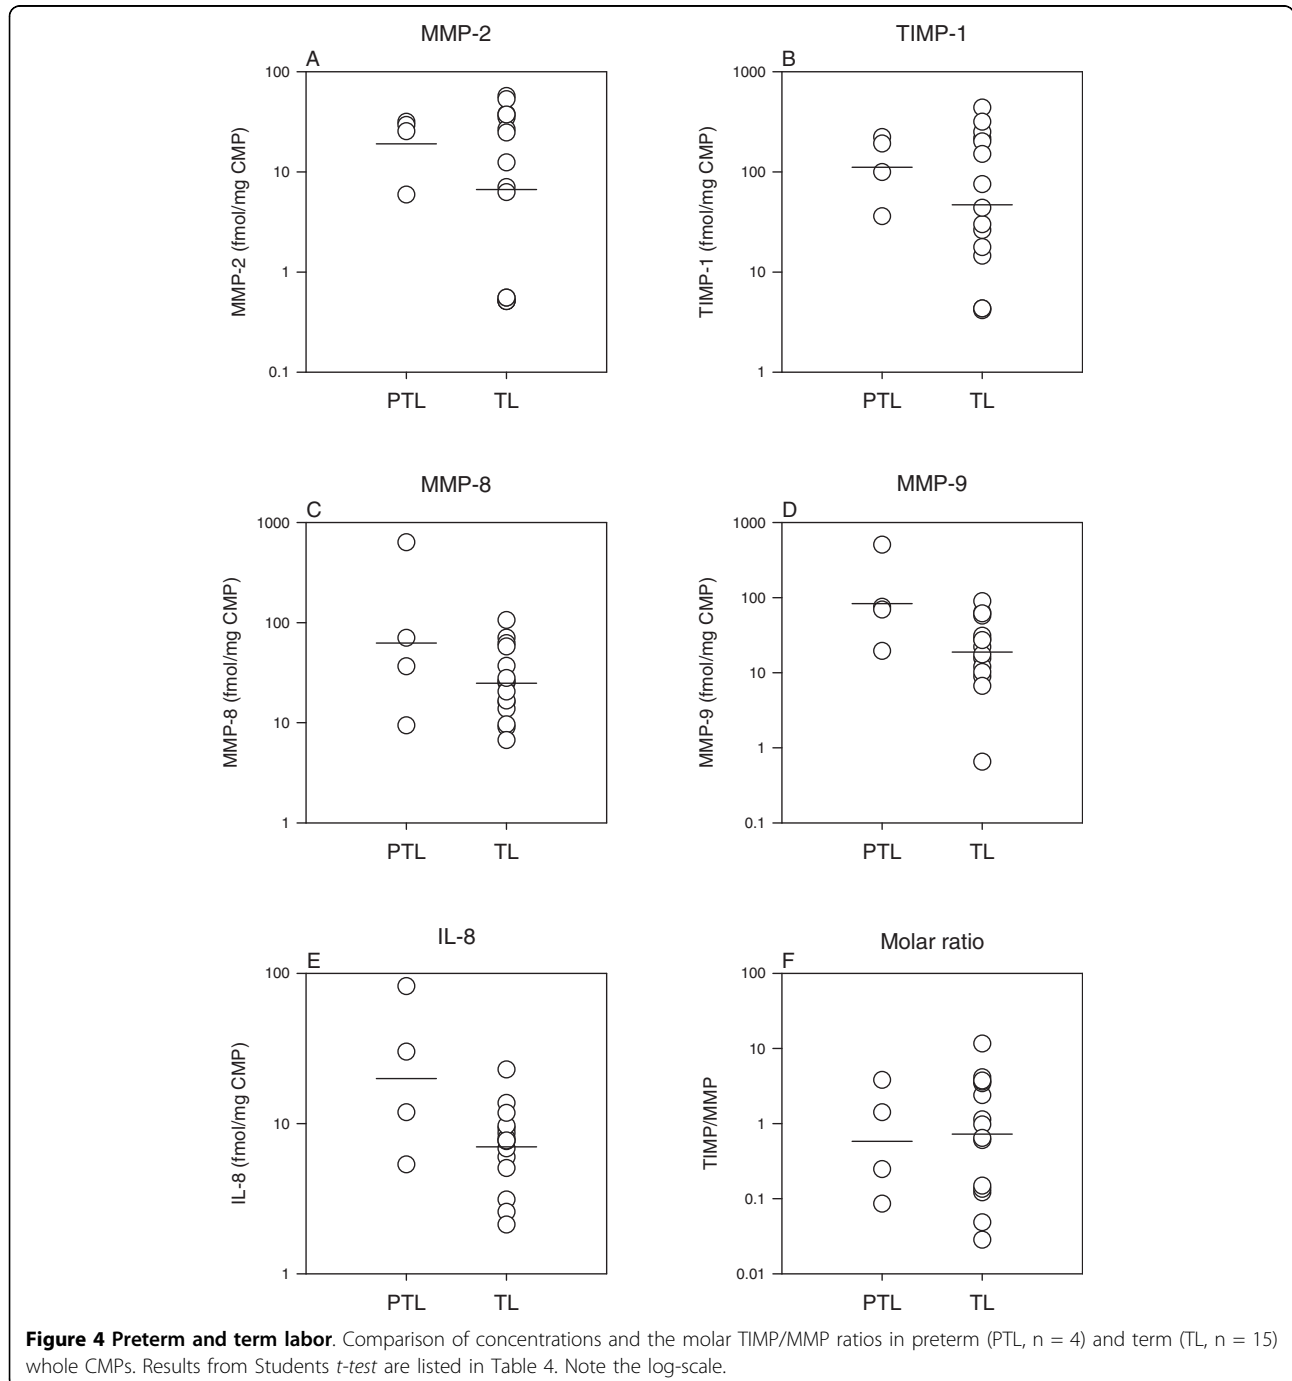 MMP-2
A
100
10
1
0.1
MMP-2 (fmol/mg CMP)
PTL TL
TIMP-1
B
1000
100
10
1
TIMP-1 (fmol/mg CMP)
PTL TL
MMP-8
C
1000
100
10
1
MMP-8 (fmol/mg CMP)
PTL TL
MMP-9
D
1000
100
10
1
0.1
MMP-9 (fmol/mg CMP)
PTL TL
IL-8
E
100
10
1
IL-8 (fmol/mg CMP)
PTL TL
Molar ratio
F
100
10
1
0.1
0.01
TIMP/MMP
PTL TL
Figure 4 Preterm and term labor. Comparison of concentrations and the molar TIMP/MMP ratios in preterm (PTL, n = 4) and term (TL, n = 15)
whole CMPs. Results from Students t-test are listed in Table 4. Note the log-scale.